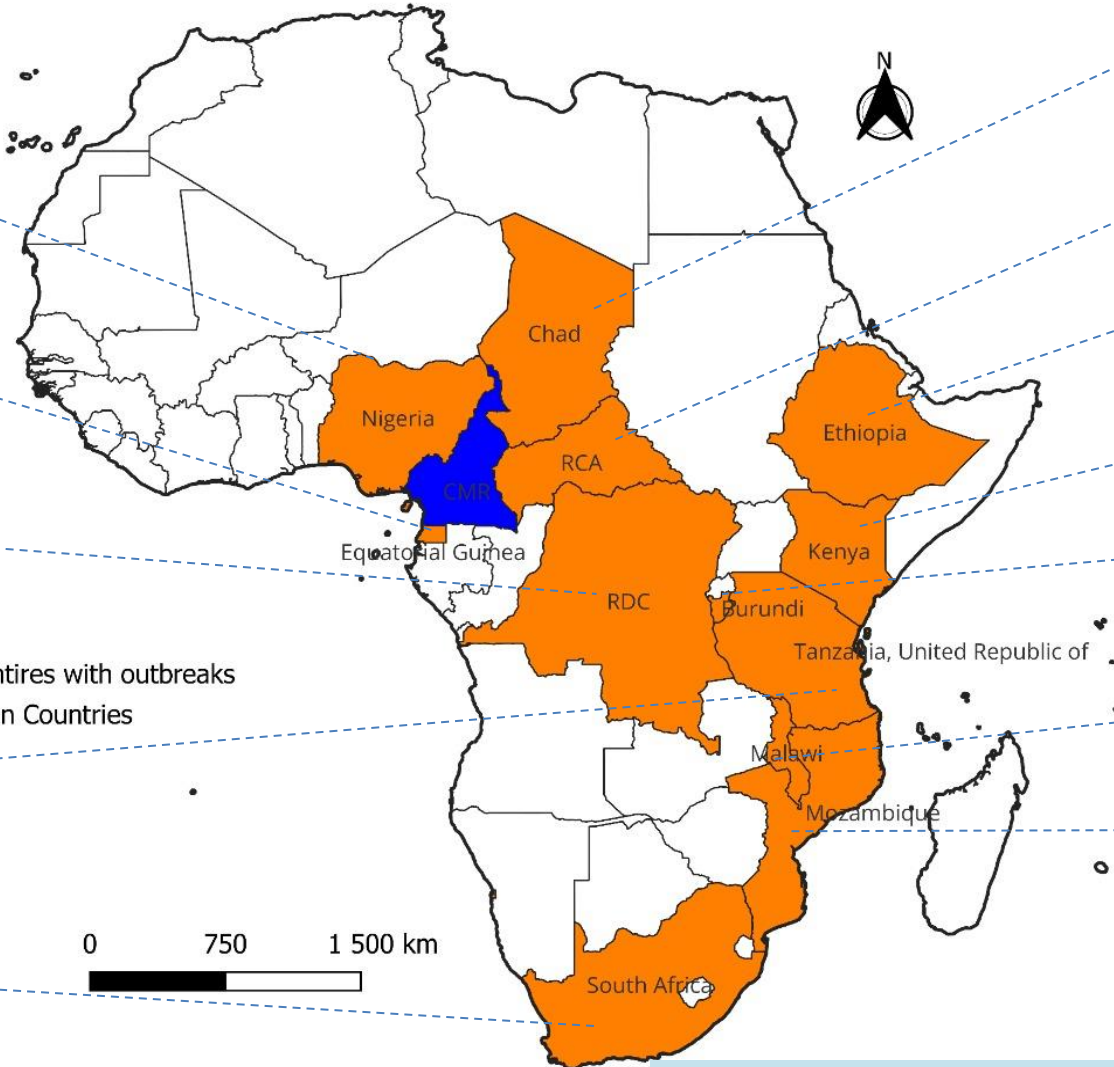 N
Chad
Nigeria
Ethiopia
RCA
CMR
Equatorial Guinea
Kenya
RDC
Burundi
Tanzania, United Republic of
ntires with outbreaks
n Countries
Malawi
Mozambique
0 750 1 500 km
South Africa